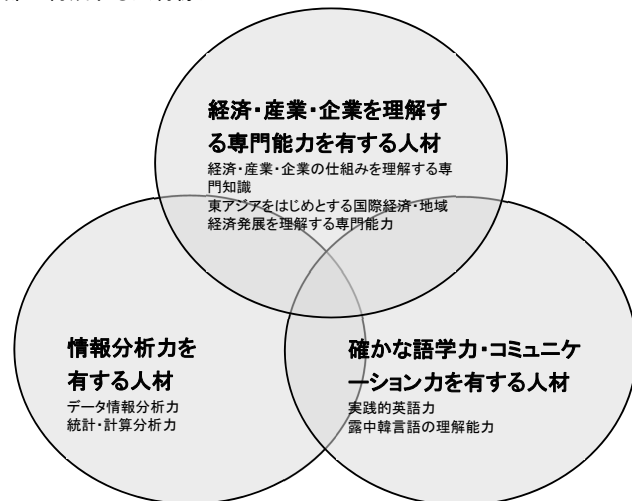 経済・産業・企業を理解す
る専門能力を有する人材
経済・産業・企業の仕組みを理解する専
門知識
東アジアをはじめとする国際経済・地域
経済発展を理解する専門能力
情報分析力を
有する人材
データ情報分析力
統計・計算分析力
確かな語学力・コミュニケ
ーション力を有する人材
実践的英語力
露中韓言語の理解能力